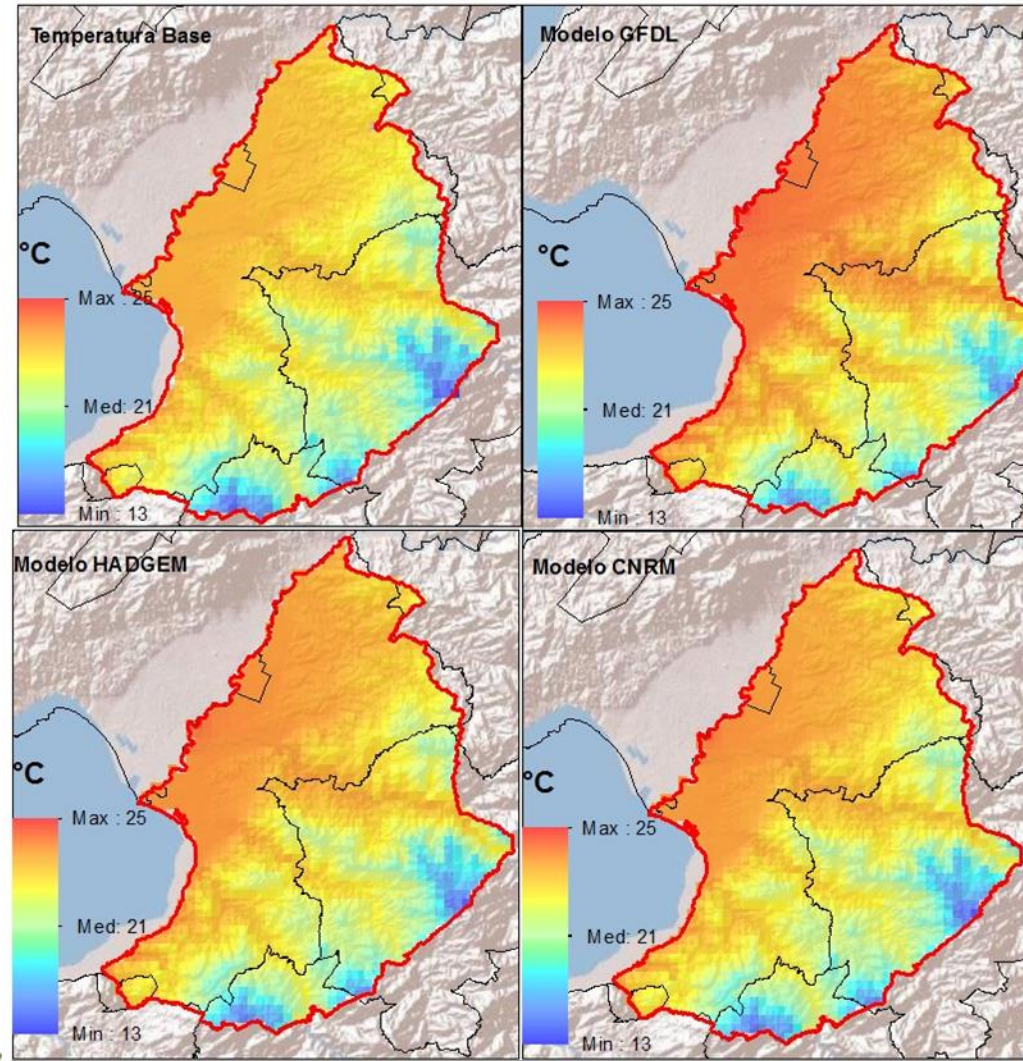 Temperatura Base
°C
Max : 25
Med: 21
Min : 13
Modelo GFDL
°C
Max : 25
Med: 21
Min : 13
Modelo HADGEM
°C
Max : 25
Med: 21
Min : 13
Modelo CNRM
°C
Max : 25
Med: 21
Min : 13